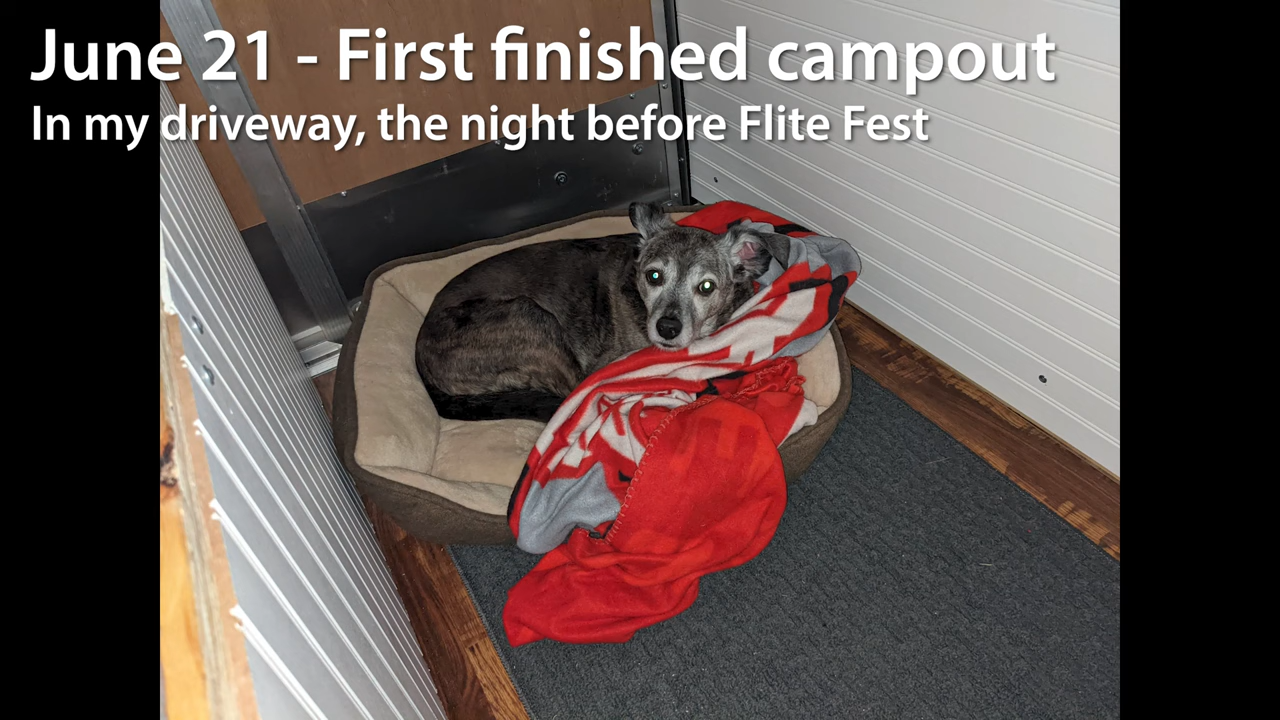 June 21 - First finished campout
In my driveway, the night before Flite Fest